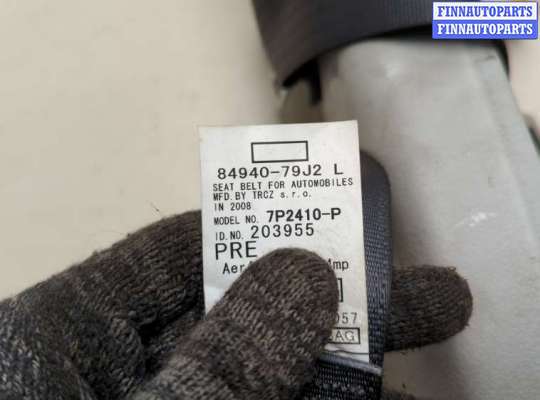 FINNAUTOPARTS
FINNAUTOPARTS
84940-79J2 L
SEAT BELT FOR AUTOMOBILES
MFD. BY TRCZ s.r.o.
IN 2008
MODEL NO. 7P2410-P
ID.NO. 203955
PRE